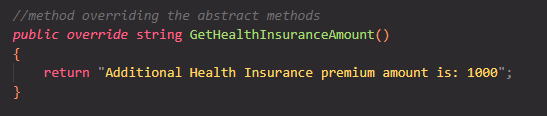 //method overriding the abstract methods
public override string GetHealthInsuranceAmount()
{
    return "Additional Health Insurance premium amount is: 1000";
}